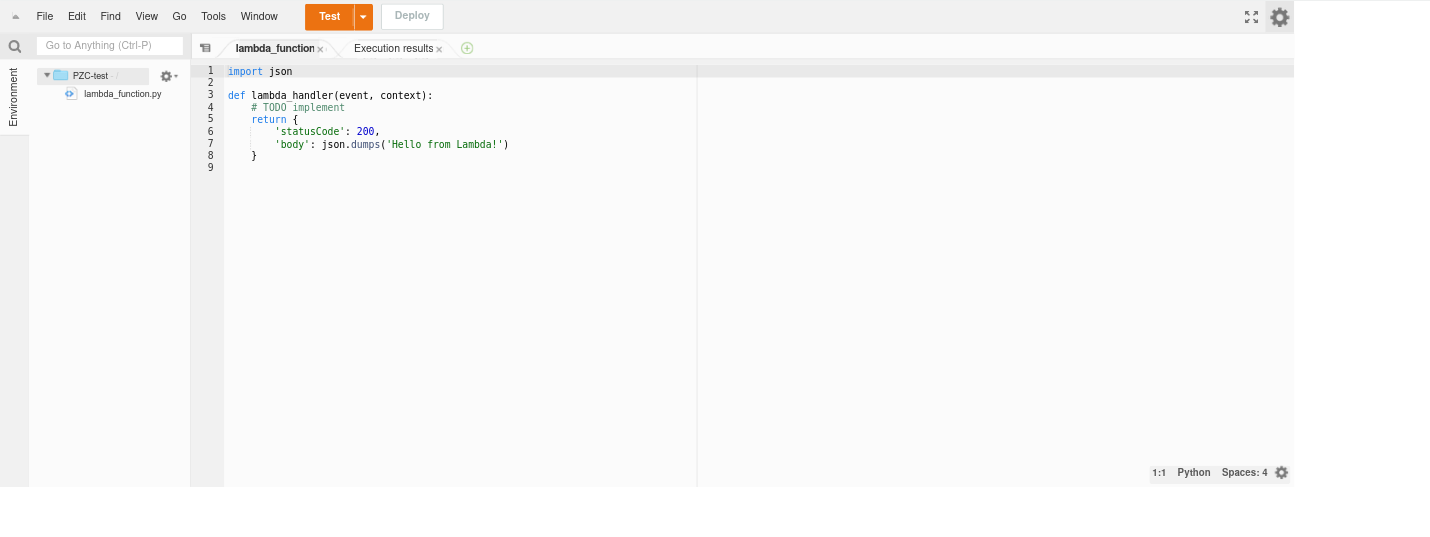 File Edit Find View Go Tools Window Test Deploy
Go to Anything (Ctrl-P)
lambda_function × Execution results ×
Environment
PZC-test - /
lambda_function.py
1 import json
2
3 def lambda_handler(event, context):
4     # TODO implement
5     return {
6         'statusCode': 200,
7         'body': json.dumps('Hello from Lambda!')
8     }
9
1:1 Python Spaces: 4